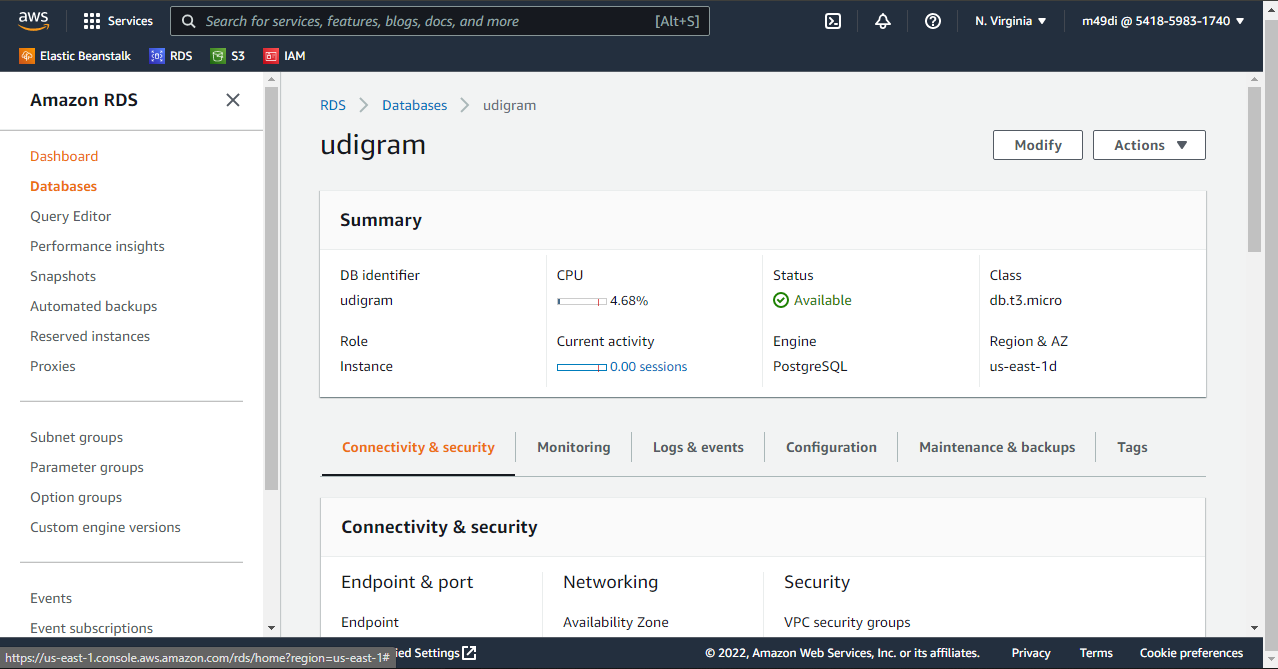 aws Services Search for services, features, blogs, docs, and more [Alt+S] N. Virginia ▼ m49di @ 5418-5983-1740 ▼
Elastic Beanstalk RDS S3 IAM
Amazon RDS
Dashboard
Databases
Query Editor
Performance insights
Snapshots
Automated backups
Reserved instances
Proxies
Subnet groups
Parameter groups
Option groups
Custom engine versions
Events
Event subscriptions
RDS > Databases > udigram
udigram
Modify Actions ▼
Summary
DB identifier CPU Status Class
udigram 4.68% Available db.t3.micro
Role Current activity Engine Region & AZ
Instance 0.00 sessions PostgreSQL us-east-1d
Connectivity & security Monitoring Logs & events Configuration Maintenance & backups Tags
Connectivity & security
Endpoint & port Networking Security
Endpoint Availability Zone VPC security groups
https://us-east-1.console.aws.amazon.com/rds/home?region=us-east-1# Settings © 2022, Amazon Web Services, Inc. or its affiliates. Privacy Terms Cookie preferences